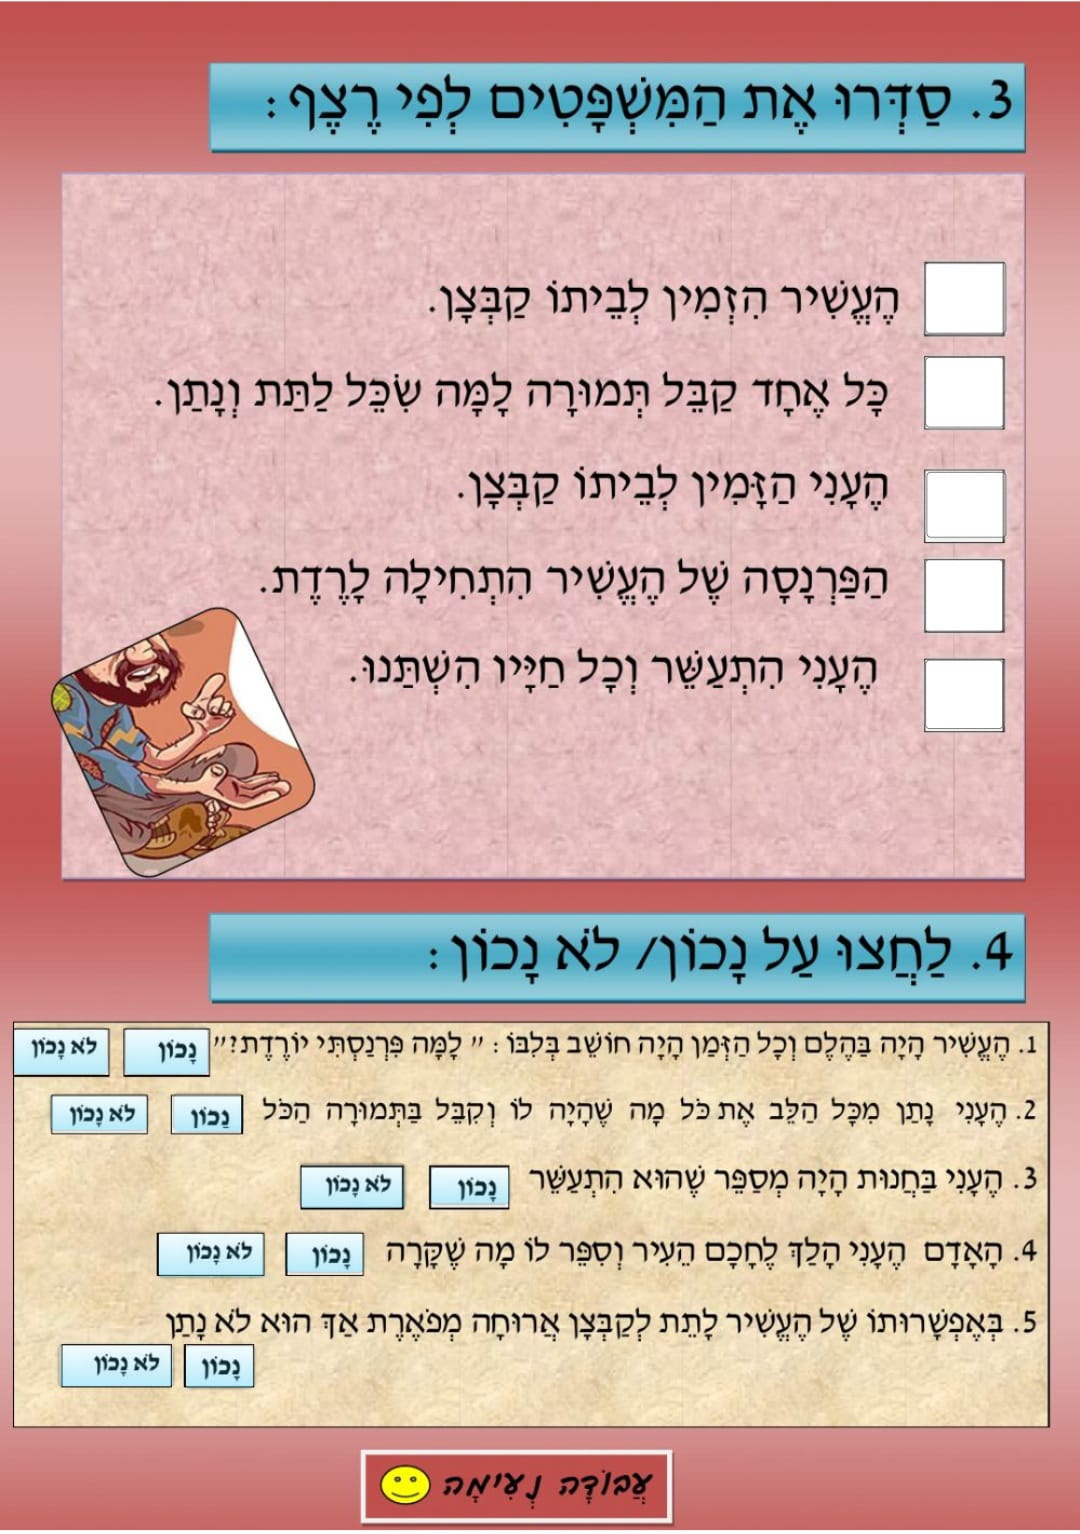 3. סַדְּרוּ אֶת הַמִּשְׁפָּטִים לְפִי רֶצֶף :
הֶעָשִׁיר הִזְמִין לְבֵיתוֹ קַבְּצָן.
כָּל אֶחָד קַבֵּל תְּמוּרָה לָמָּה שִׂכֵּל לַתַּת וְנָתַן.
הֶעָנִי הַזָּמִין לְבֵיתוֹ קַבְּצָן.
הַפַּרְנָסָה שֶׁל הֶעֱשִׁיר הִתְחִילָה לָרֶדֶת.
הֶעָנִי הִתְעַשֵּׁר וְכָל חַיָּיו הִשְׁתַּנוּ.
4. לַחֲצוּ עַל נָכוֹן/ לֹא נָכוֹן :
1. הֶעֱשִׁיר הָיָה בַּהֶלֶם וְכָל הַזְּמַן הָיָה חוֹשֵׁב בְּלִבּוֹ : "לָמָּה פַּרְנָסְתִּי יוֹרֶדֶת?" נָכוֹן לֹא נָכוֹן
2. הֶעָנִי נָתַן מִכָּל הַלֵּב אֶת כֹּל מָה שֶׁהָיָה לוֹ וְקִבֵּל בַּתְּמוּרָה הַכֹּל נַכוֹן לֹא נָכוֹן
3. הֶעָנִי בַּחֲנוּת הָיָה מְסַפֵּר שֶׁהוּא הִתְעַשֵּׁר נָכוֹן לֹא נָכוֹן
4. הָאָדָם הֶעָנִי הָלַךְ לֶחָכָם הָעִיר וְסִפֵּר לוֹ מָה שֶׁקָּרָה נָכוֹן לֹא נָכוֹן
5. בְּאֶפְשָׁרוּתוֹ שֶׁל הֶעֱשִׁיר לָתֵת לְקַבְּצָן אֲרוּחָה מְפֹאֶרֶת אַךְ הוּא לֹא נָתַן
נָכוֹן לֹא נָכוֹן
עֲבוֹדָה נְעִימָה